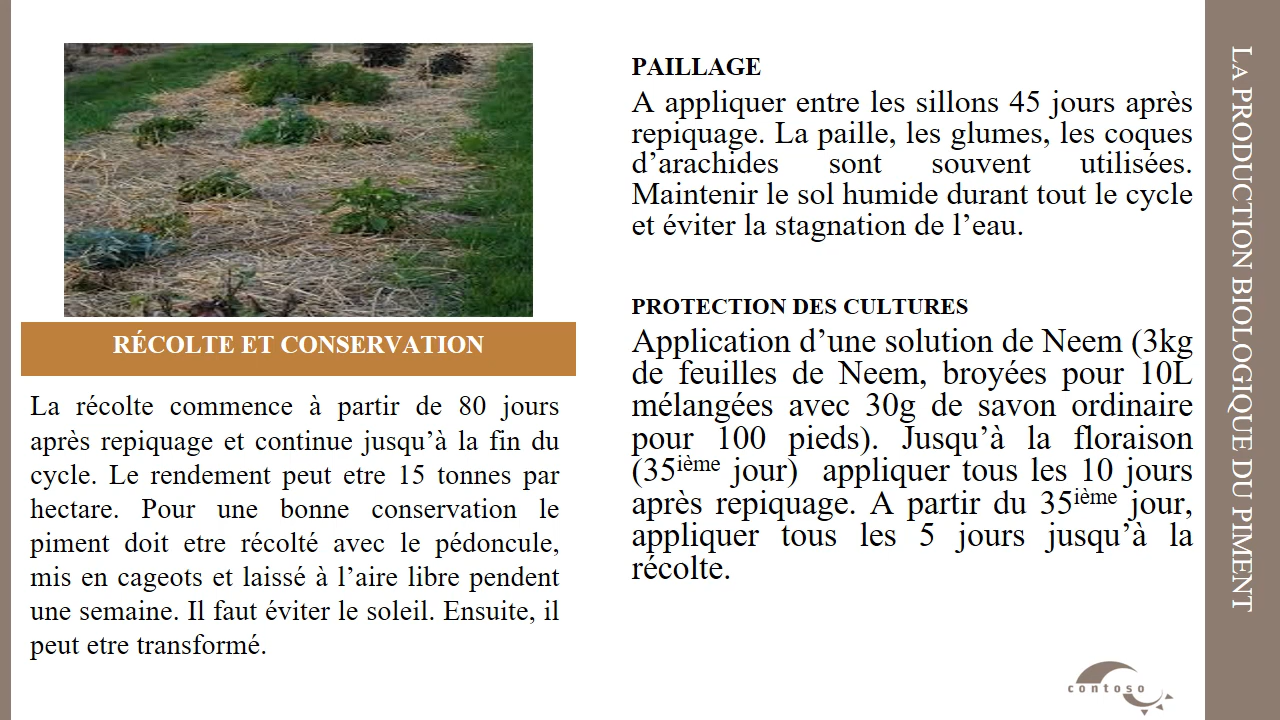 RÉCOLTE ET CONSERVATION
La récolte commence à partir de 80 jours
après repiquage et continue jusqu’à la fin du
cycle. Le rendement peut etre 15 tonnes par
hectare. Pour une bonne conservation le
piment doit etre récolté avec le pédoncule,
mis en cageots et laissé à l’aire libre pendent
une semaine. Il faut éviter le soleil. Ensuite, il
peut etre transformé.
PAILLAGE
A appliquer entre les sillons 45 jours après
repiquage. La paille, les glumes, les coques
d’arachides sont souvent utilisées.
Maintenir le sol humide durant tout le cycle
et éviter la stagnation de l’eau.
PROTECTION DES CULTURES
Application d’une solution de Neem (3kg
de feuilles de Neem, broyées pour 10L
mélangées avec 30g de savon ordinaire
pour 100 pieds). Jusqu’à la floraison
(35ième jour) appliquer tous les 10 jours
après repiquage. A partir du 35ième jour,
appliquer tous les 5 jours jusqu’à la
récolte.
LA PRODUCTION BIOLOGIQUE DU PIMENT
contoso